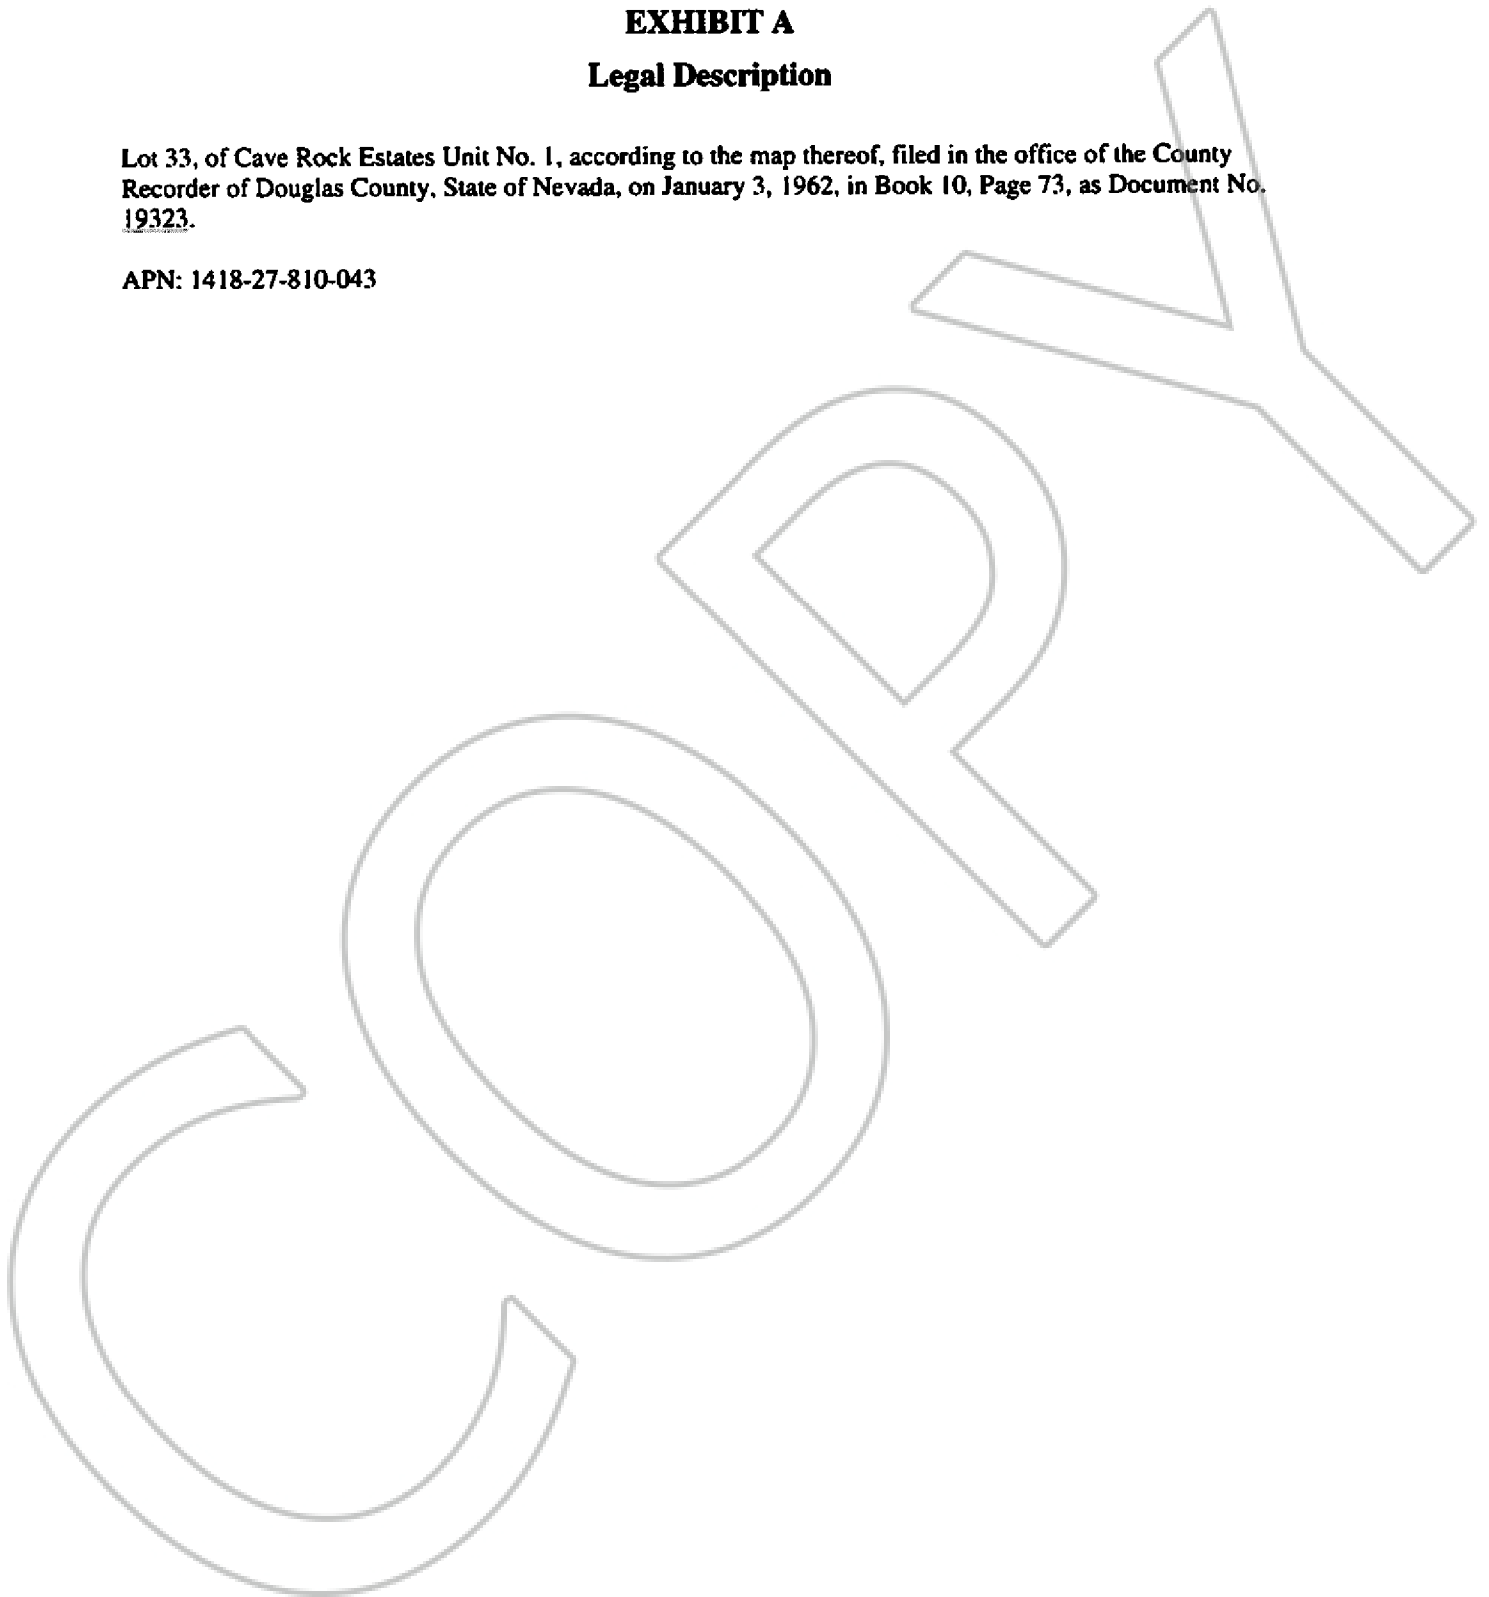 EXHIBIT A
Legal Description
Lot 33, of Cave Rock Estates Unit No. 1, according to the map thereof, filed in the office of the County
Recorder of Douglas County, State of Nevada, on January 3, 1962, in Book 10, Page 73, as Document No.
19323.
APN: 1418-27-810-043
COPY